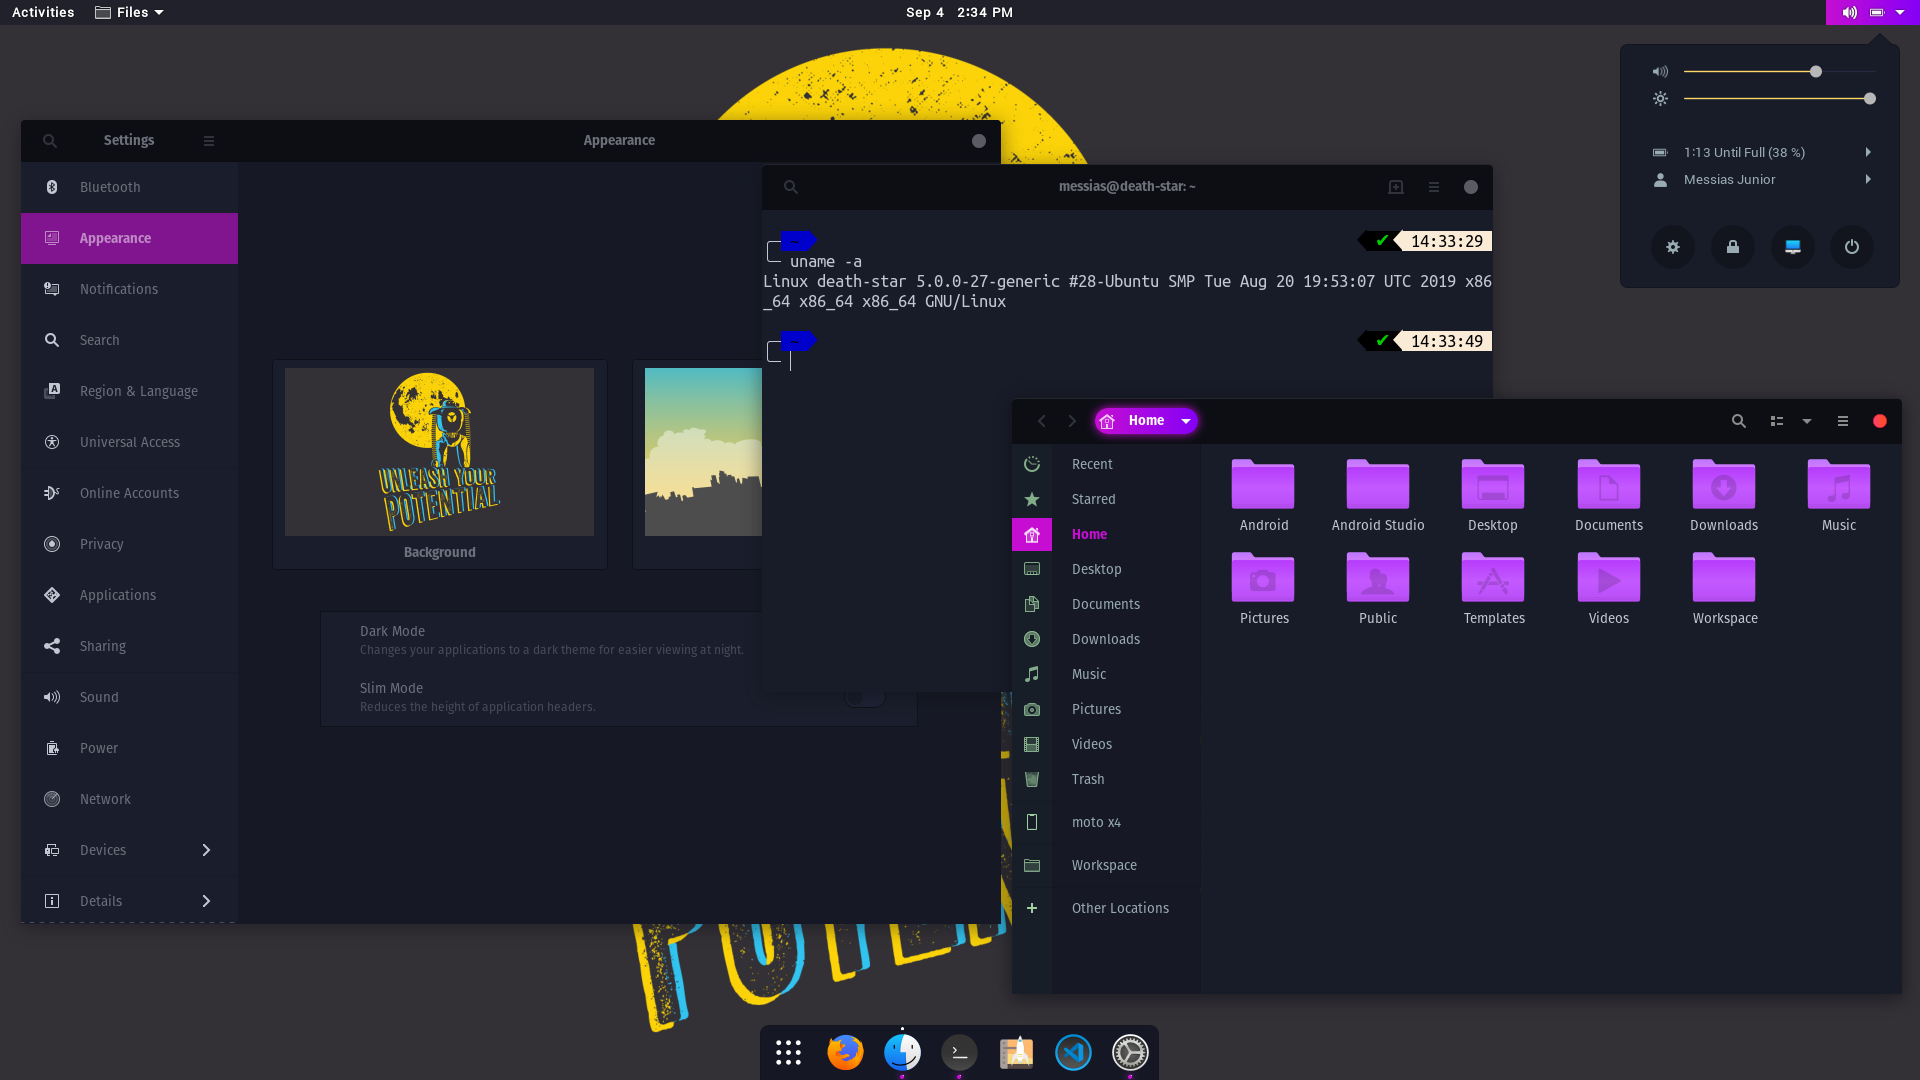 Activities
Files
Sep 4 2:34 PM
1:13 Until Full (38 %)
Messias Junior
Settings
Appearance
Bluetooth
Appearance
Notifications
Search
Region & Language
Universal Access
Online Accounts
Privacy
Applications
Sharing
Sound
Power
Network
Devices
Details
UNLEASH YOUR
POTENTIAL
Background
Dark Mode
Changes your applications to a dark theme for easier viewing at night.
Slim Mode
Reduces the height of application headers.
messias@death-star: ~
~
✔ 14:33:29
uname -a
Linux death-star 5.0.0-27-generic #28-Ubuntu SMP Tue Aug 20 19:53:07 UTC 2019 x86
_64 x86_64 x86_64 GNU/Linux
~
✔ 14:33:49
Home
Recent
Starred
Home
Desktop
Documents
Downloads
Music
Pictures
Videos
Trash
moto x4
Workspace
Other Locations
Android
Android Studio
Desktop
Documents
Downloads
Music
Pictures
Public
Templates
Videos
Workspace